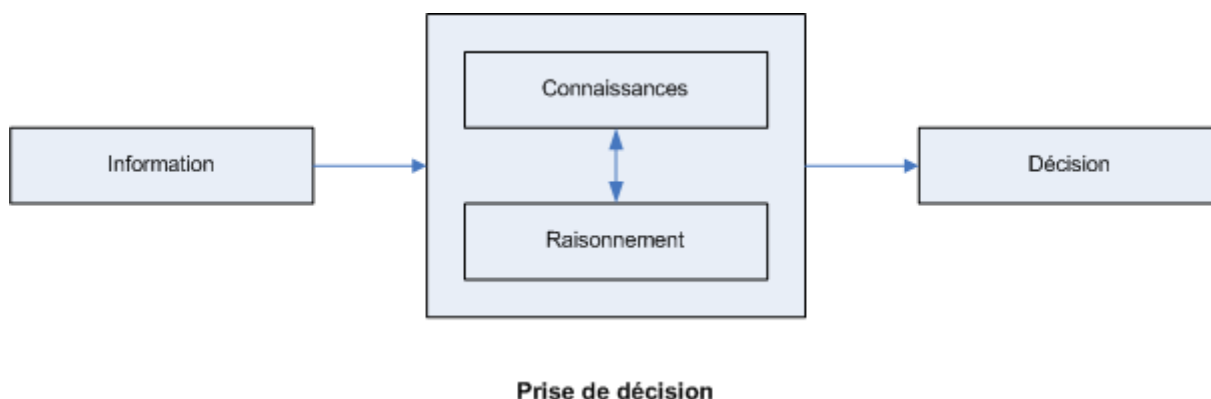 Connaissances
Information
Décision
Raisonnement
Prise de décision